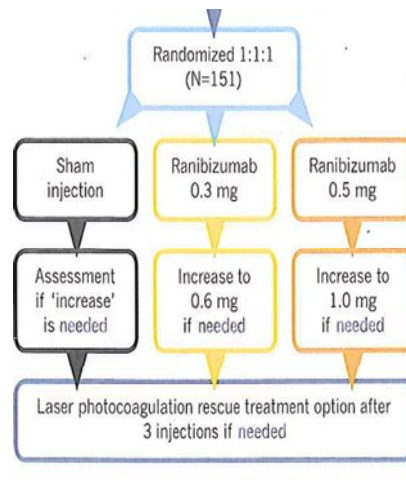 Randomized 1:1:1
(N=151)
Sham
injection
Ranibizumab
0.3 mg
Ranibizumab
0.5 mg
Assessment
if 'increase'
is needed
Increase to
0.6 mg
if needed
Increase to
1.0 mg
if needed
Laser photocoagulation rescue treatment option after
3 injections if needed